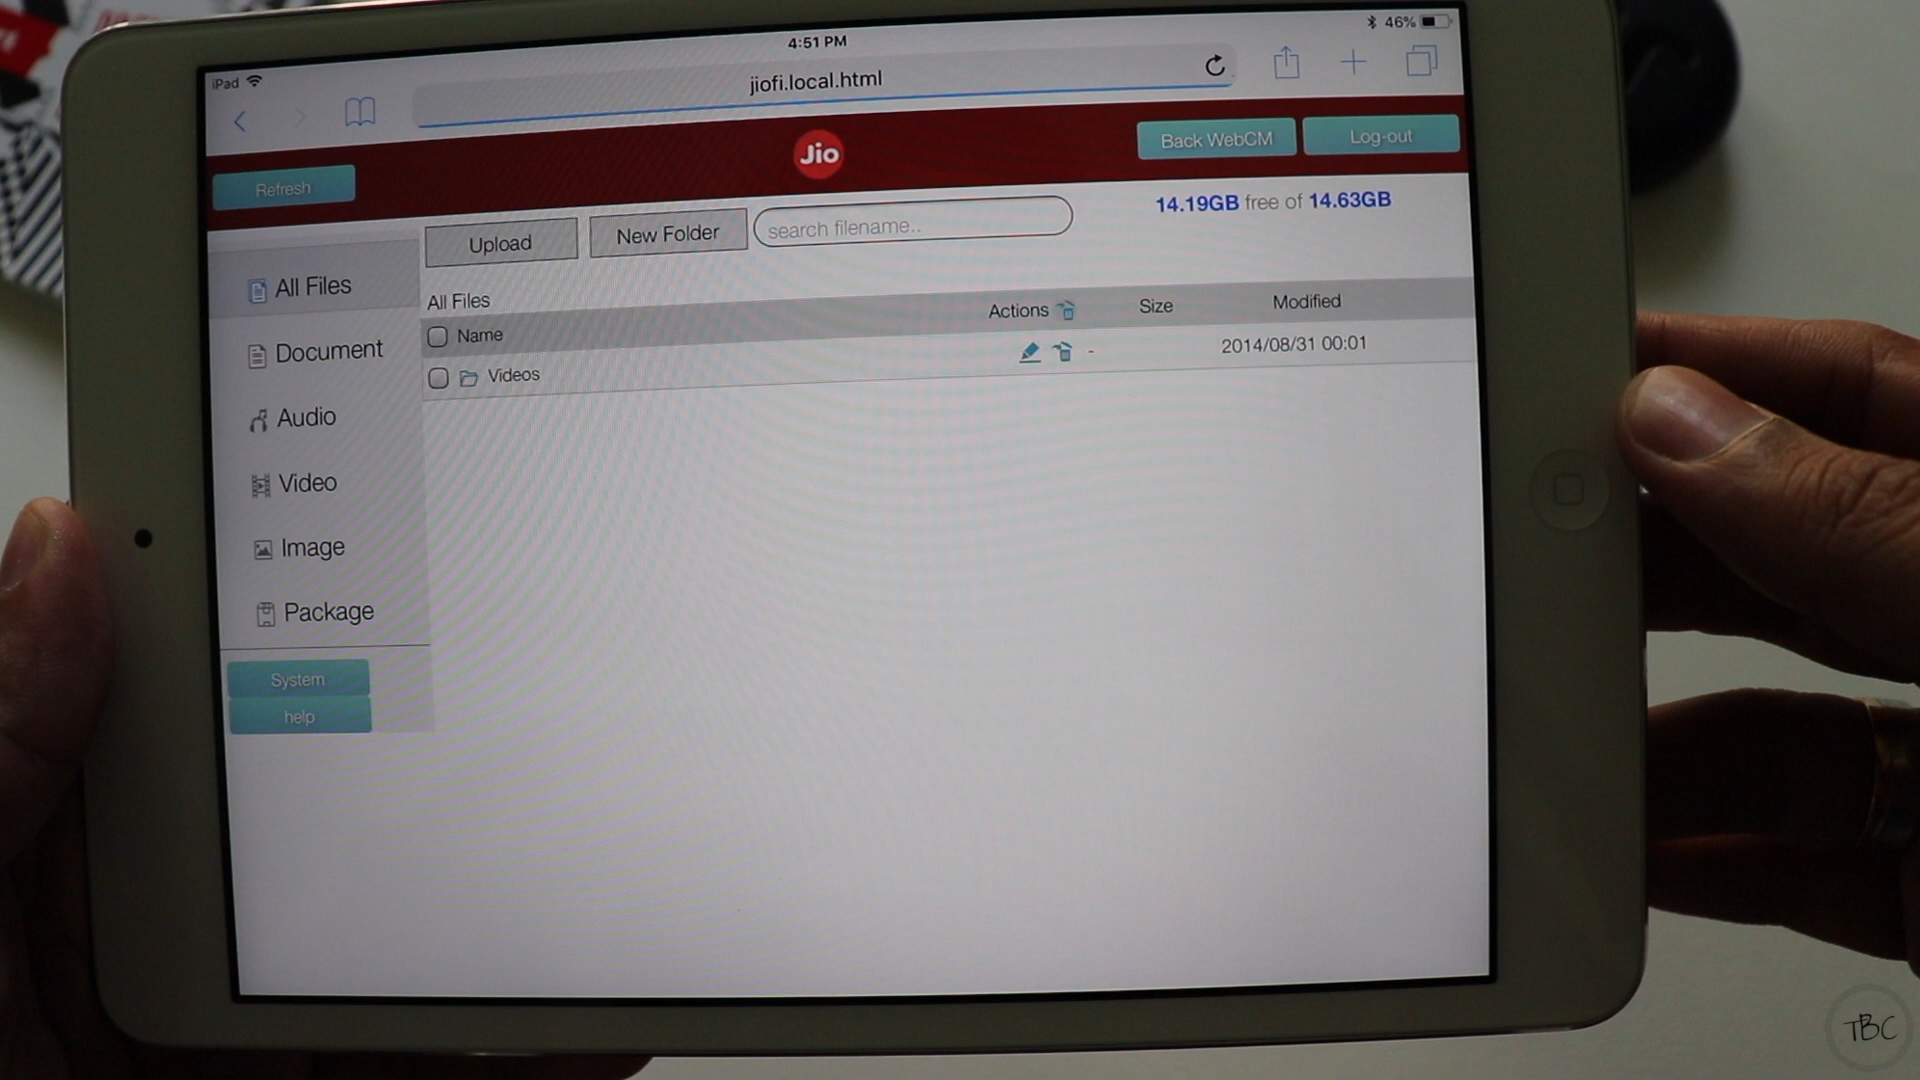 4:51 PM
46%
iPad
jiofi.local.html
Refresh
Jio
Back WebCM
Log-out
Upload
New Folder
search filename..
14.19GB free of 14.63GB
All Files
Document
Audio
Video
Image
Package
System
help
All Files
Name
Actions
Size
Modified
Videos
-
2014/08/31 00:01
TBC